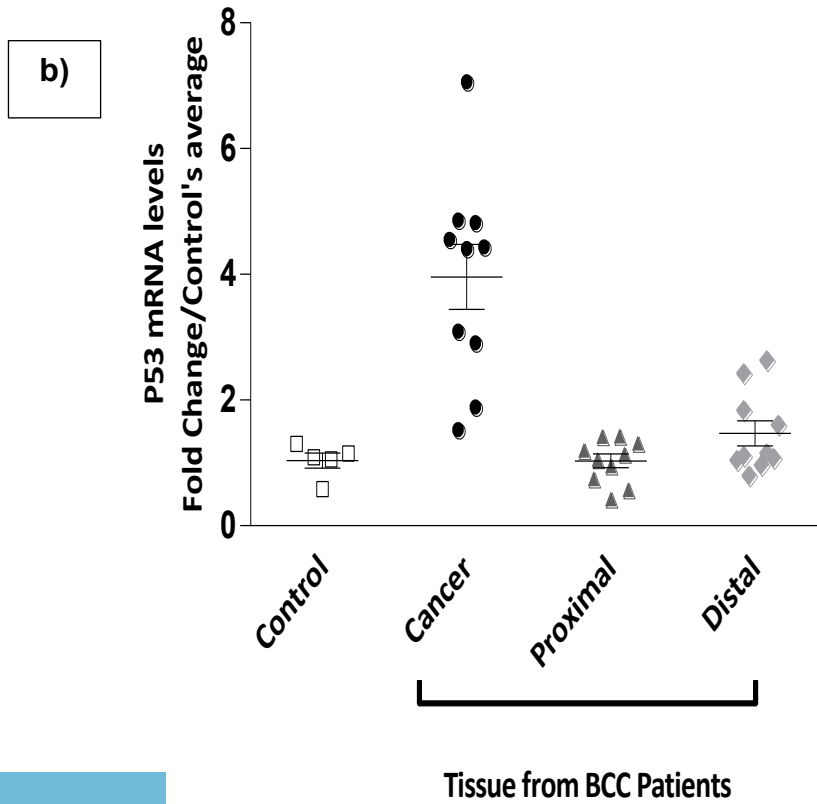 b)
P53 mRNA levels
Fold Change/Control's average
8
6
4
2
0
Control
Cancer
Proximal
Distal
Tissue from BCC Patients